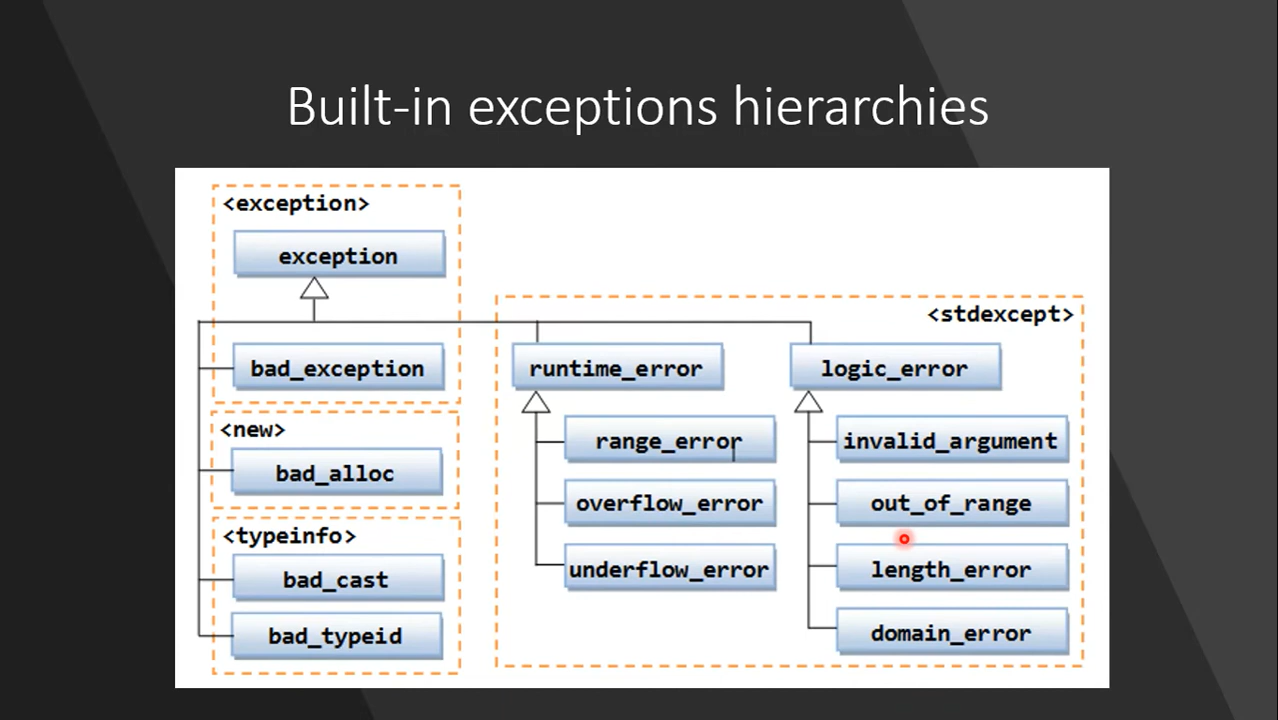 Built-in exceptions hierarchies
<exception>
exception
bad_exception
<new>
bad_alloc
<typeinfo>
bad_cast
bad_typeid
<stdexcept>
runtime_error
range_error
overflow_error
underflow_error
logic_error
invalid_argument
out_of_range
length_error
domain_error